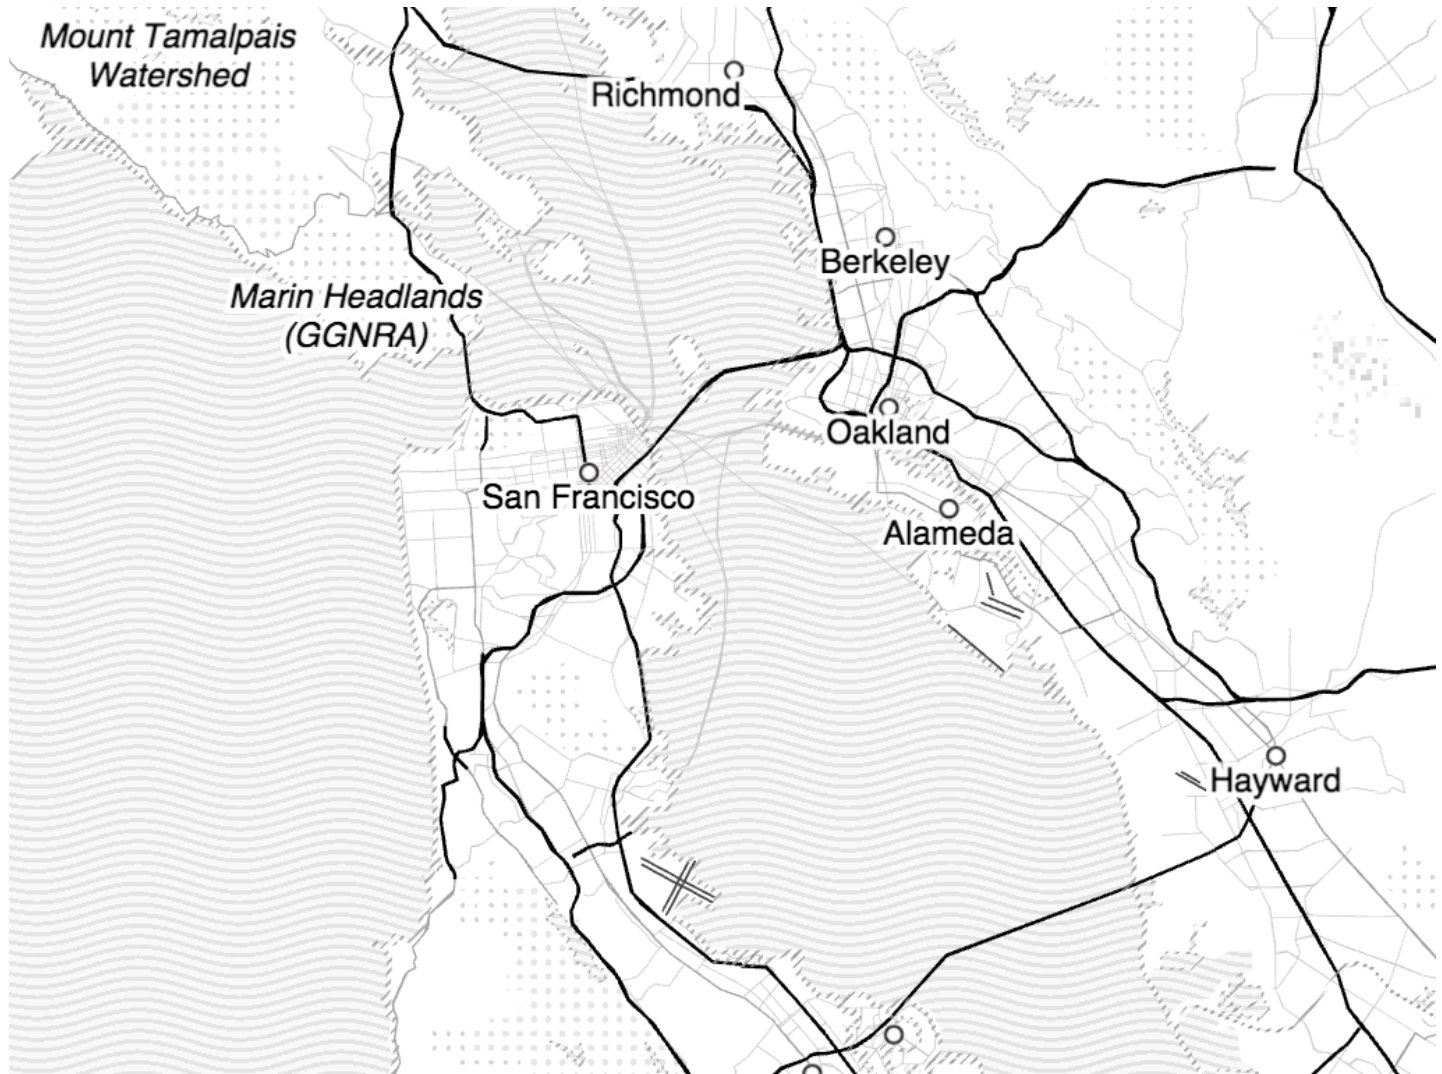 Mount Tamalpais
Watershed
Richmond
Berkeley
Marin Headlands
(GGNRA)
Oakland
San Francisco
Alameda
Hayward